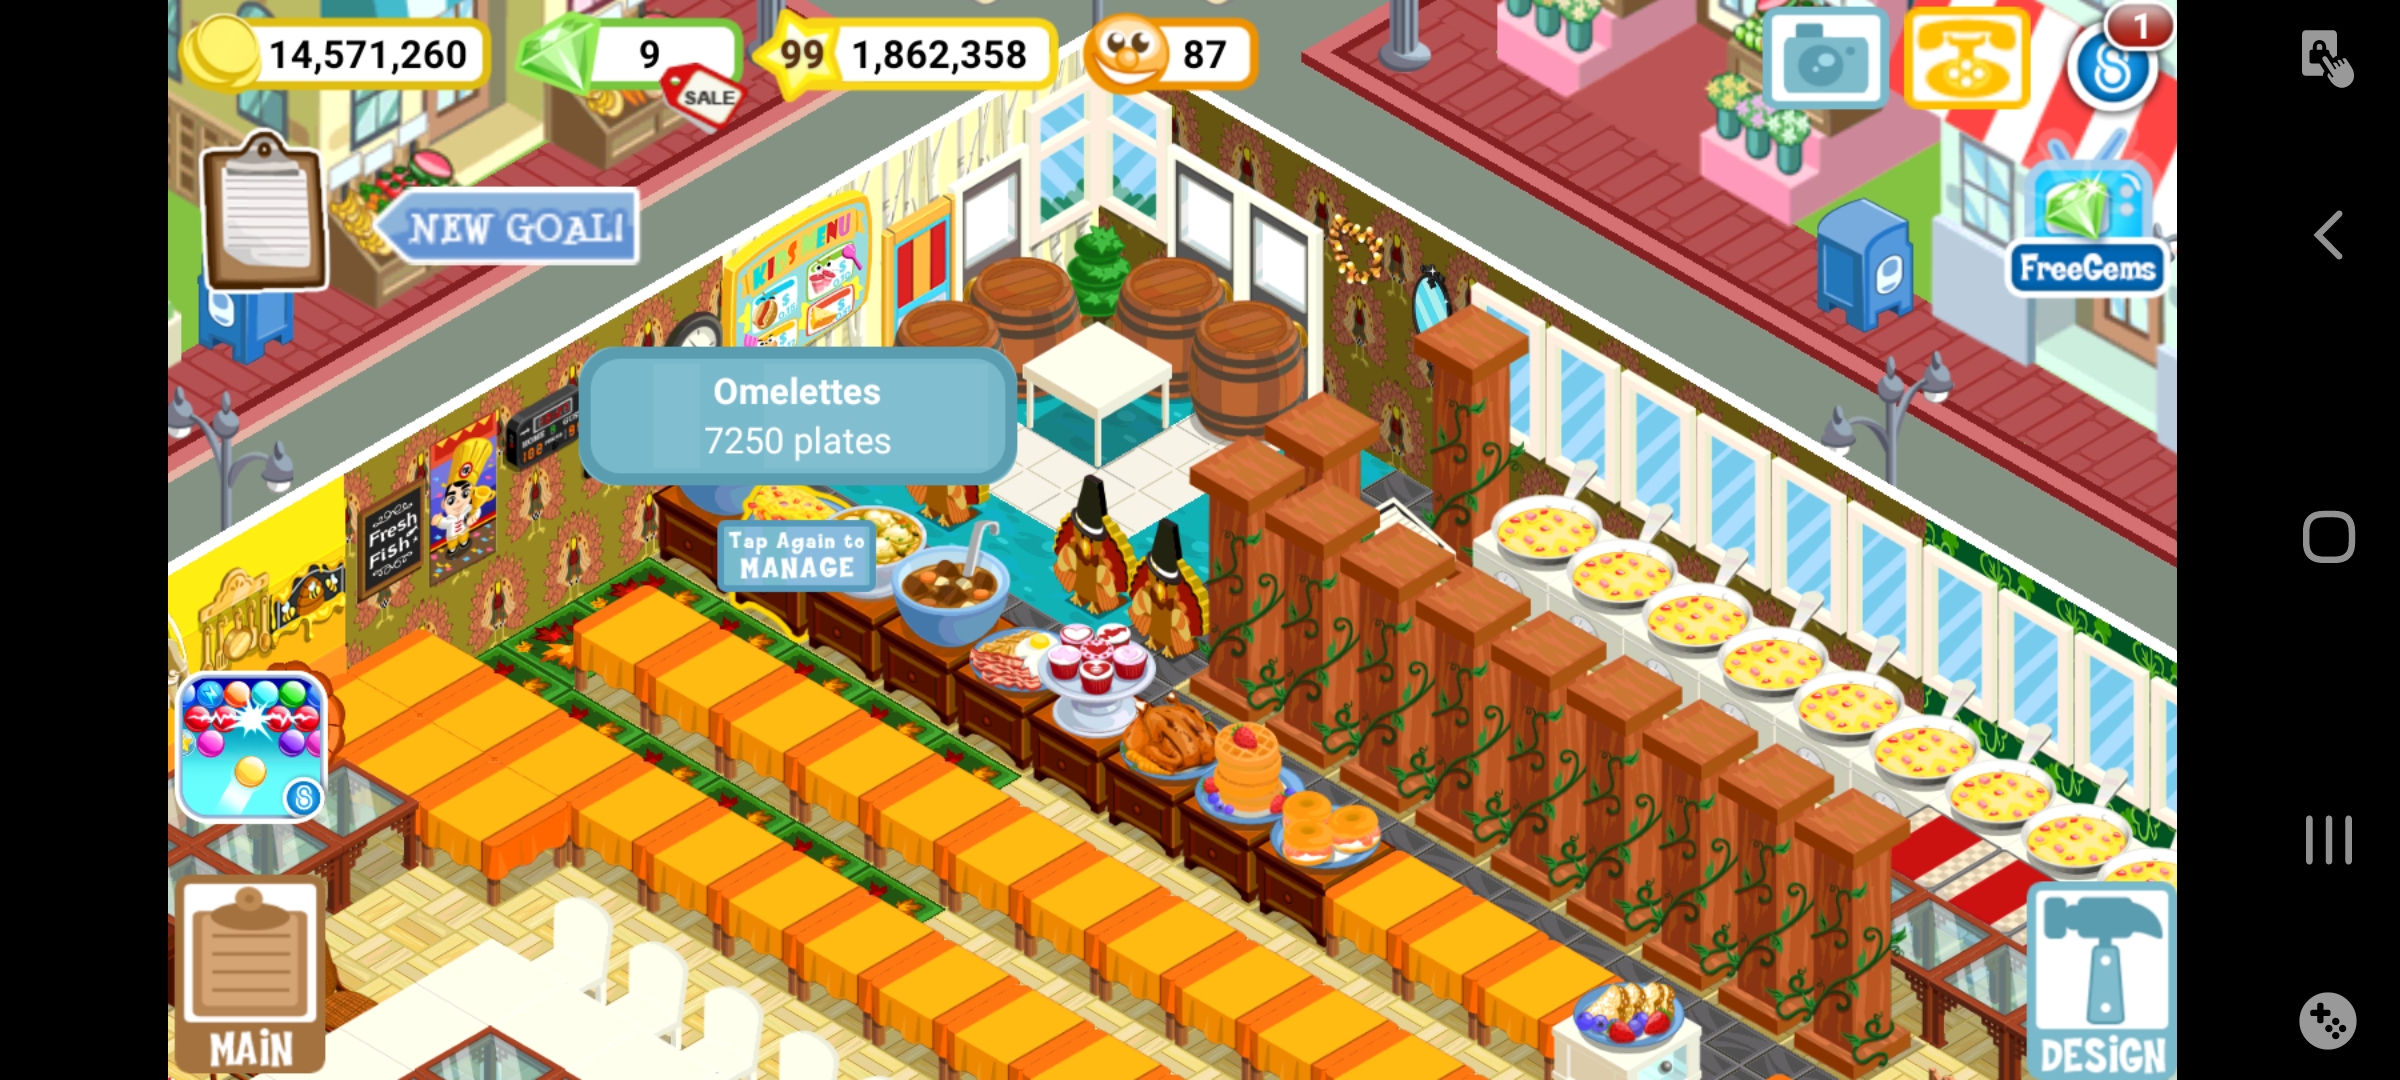 14,571,260
9
SALE
99
1,862,358
87
1
NEW GOAL!
FreeGems
KIDS MENU
Omelettes
7250 plates
Tap Again to
MANAGE
Fresh
Fish
MAIN
DESIGN